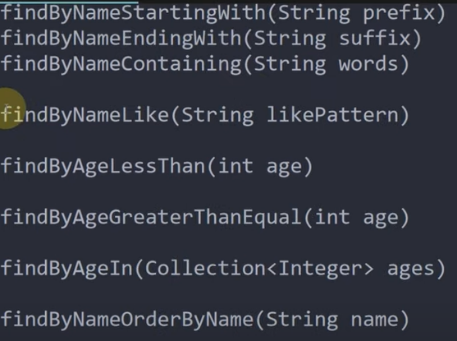 findByNameStartingWith(String prefix)
findByNameEndingWith(String suffix)
findByNameContaining(String words)
findByNameLike(String likePattern)
findByAgeLessThan(int age)
findByAgeGreaterThanEqual(int age)
findByAgeIn(Collection<Integer> ages)
findByNameOrderByName(String name)